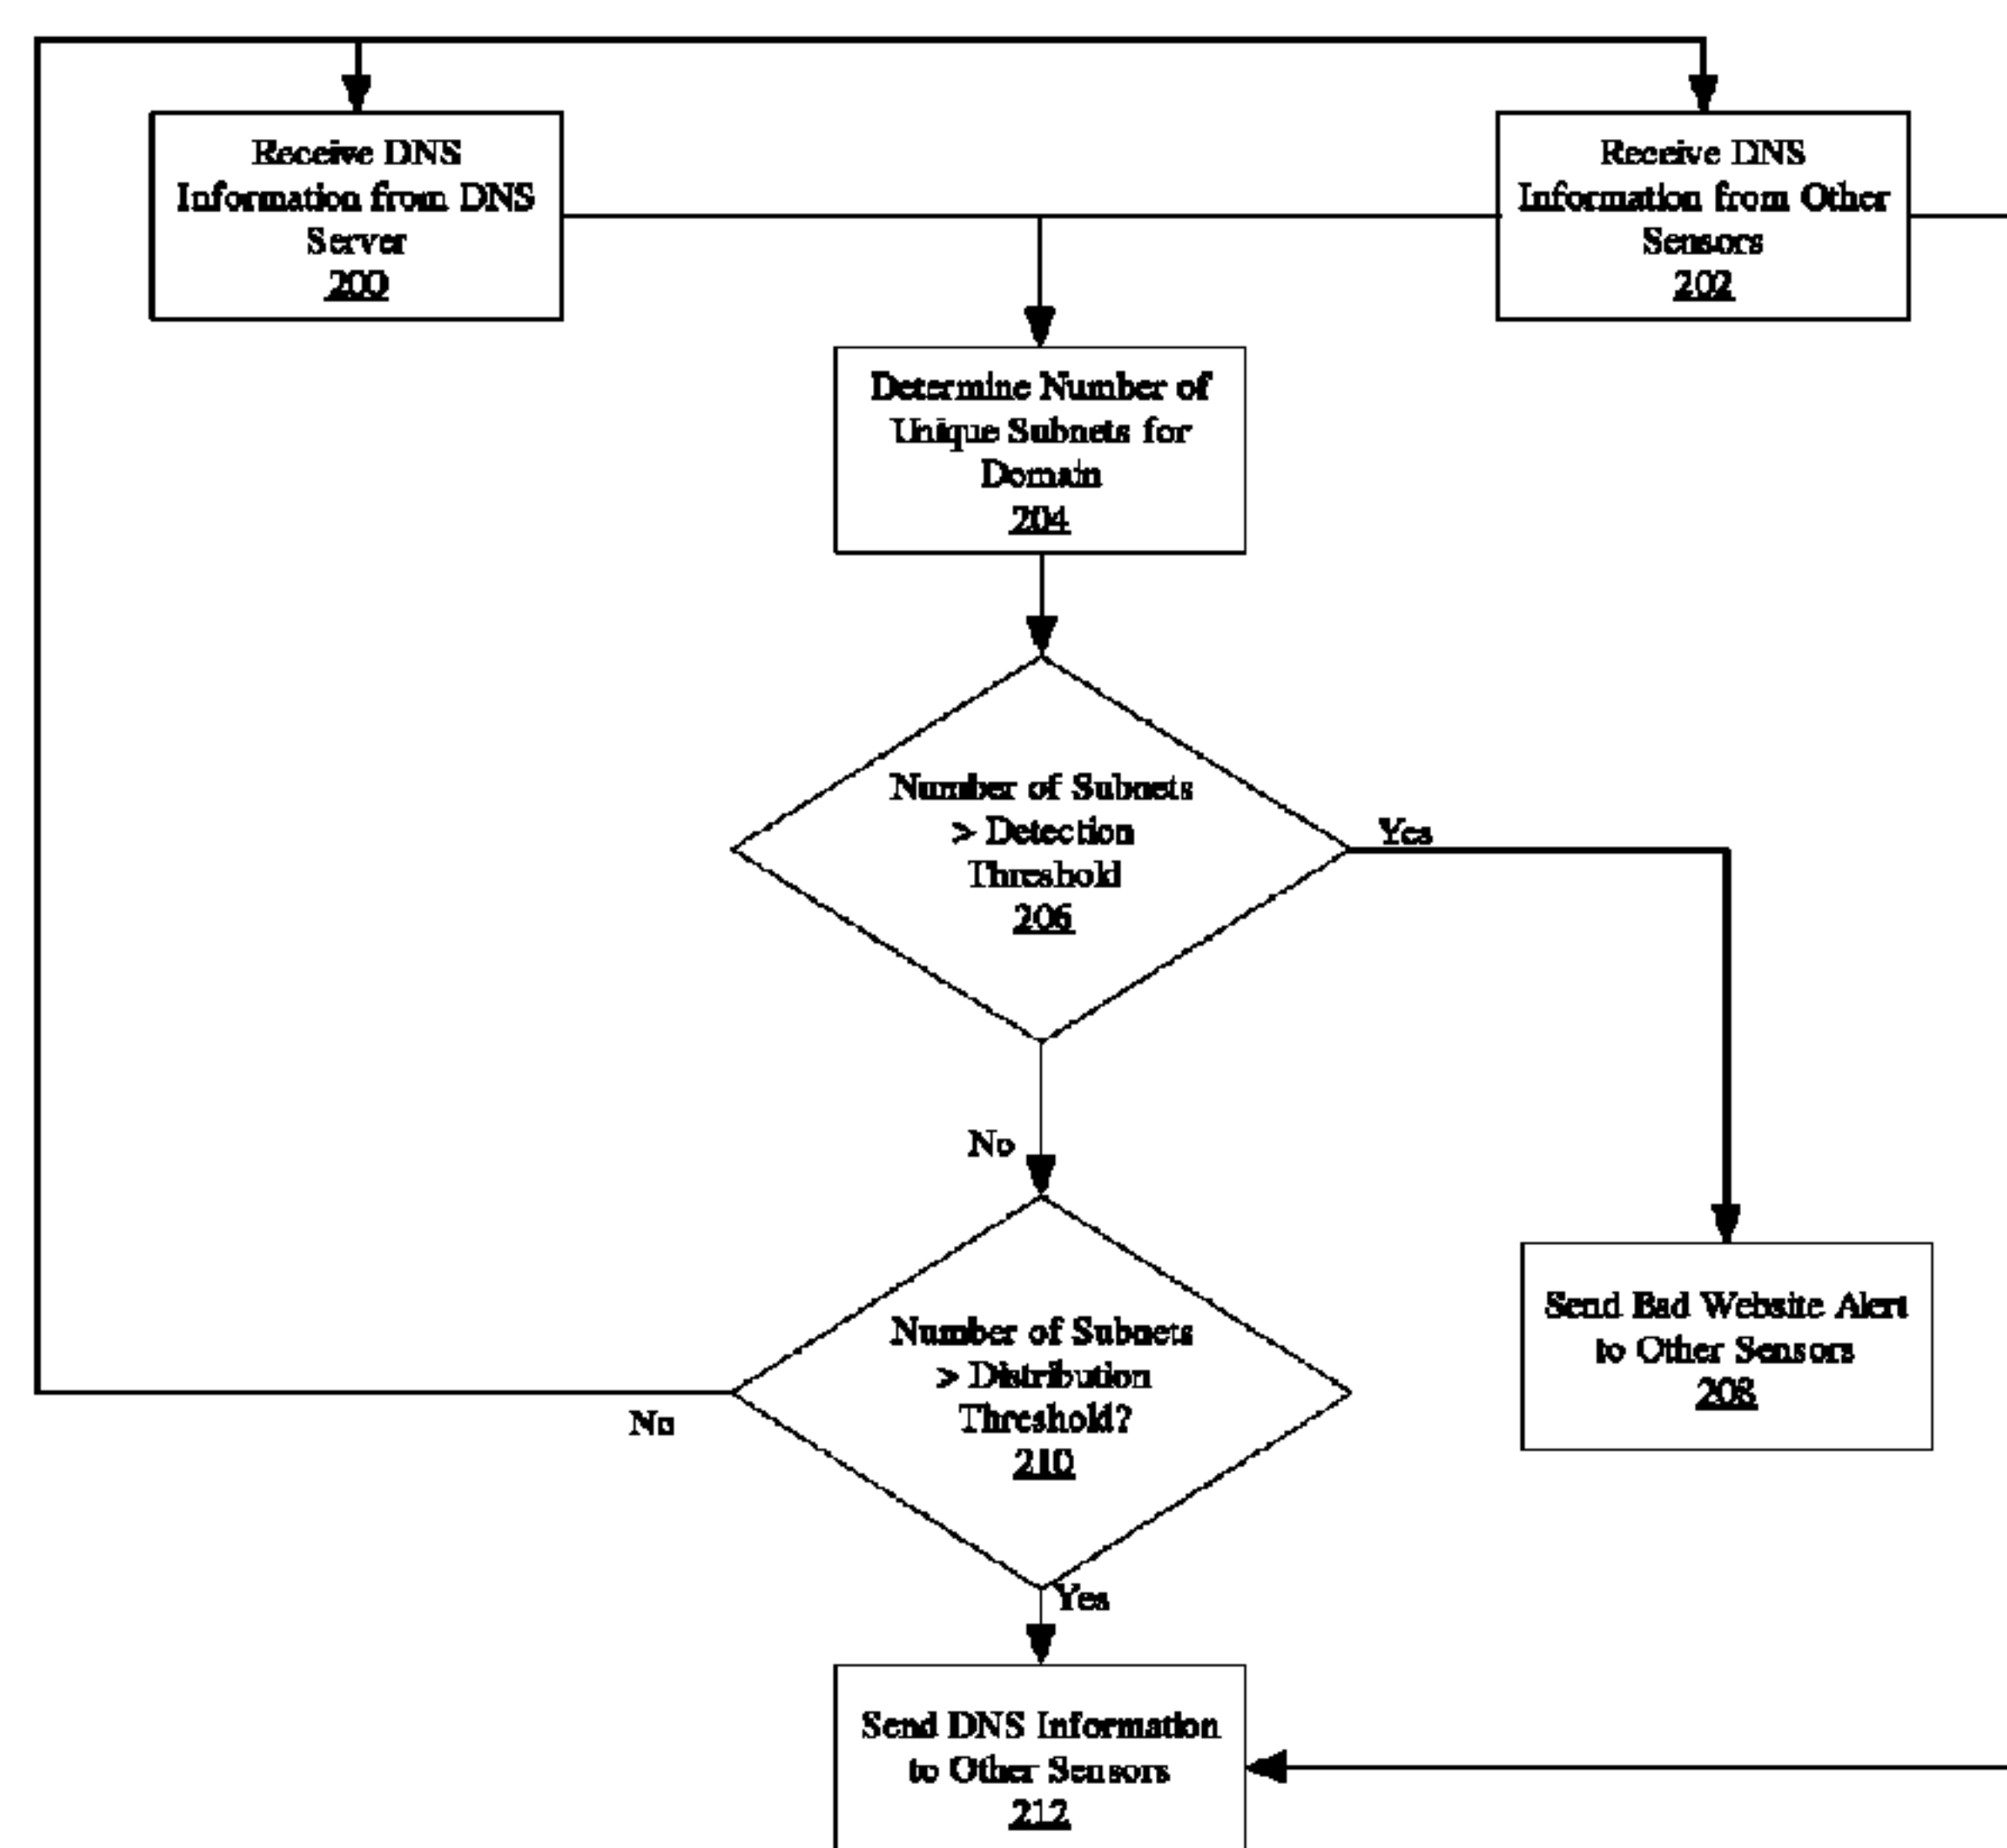 Receive DNS
Information from DNS
Server
200
Receive DNS
Information from Other
Sensors
202
Determine Number of
Unique Subnets for
Domain
204
Number of Subnets
> Detection
Threshold
206
Yes
No
Number of Subnets
> Distribution
Threshold?
210
No
Yes
Send Bad Website Alert
to Other Sensors
208
Send DNS Information
to Other Sensors
212